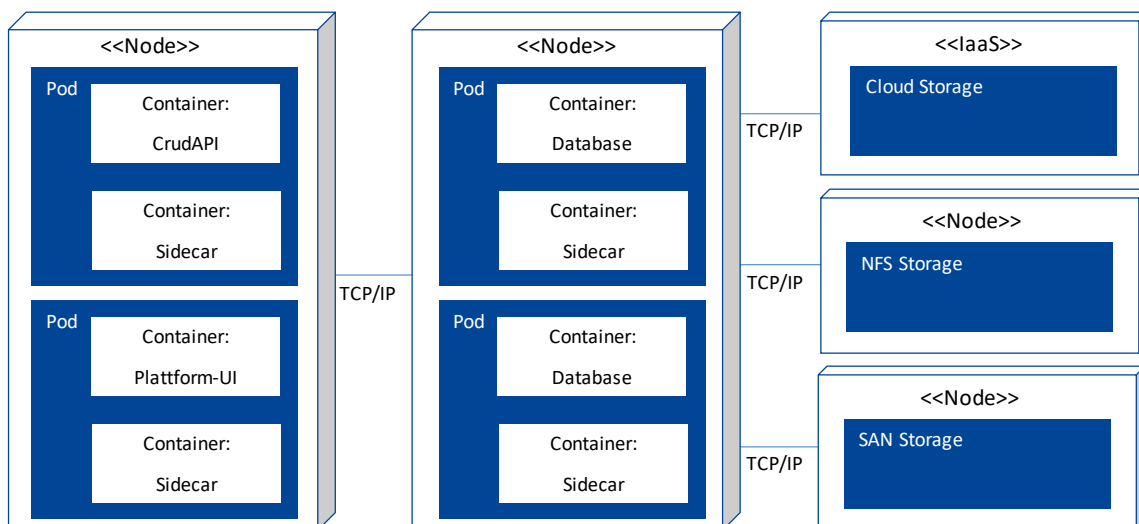 <<Node>>
Pod
Container:
CrudAPI
Container:
Sidecar
Pod
Container:
Plattform-UI
Container:
Sidecar
TCP/IP
<<Node>>
Pod
Container:
Database
Container:
Sidecar
Pod
Container:
Database
Container:
Sidecar
TCP/IP
<<IaaS>>
Cloud Storage
TCP/IP
<<Node>>
NFS Storage
TCP/IP
<<Node>>
SAN Storage